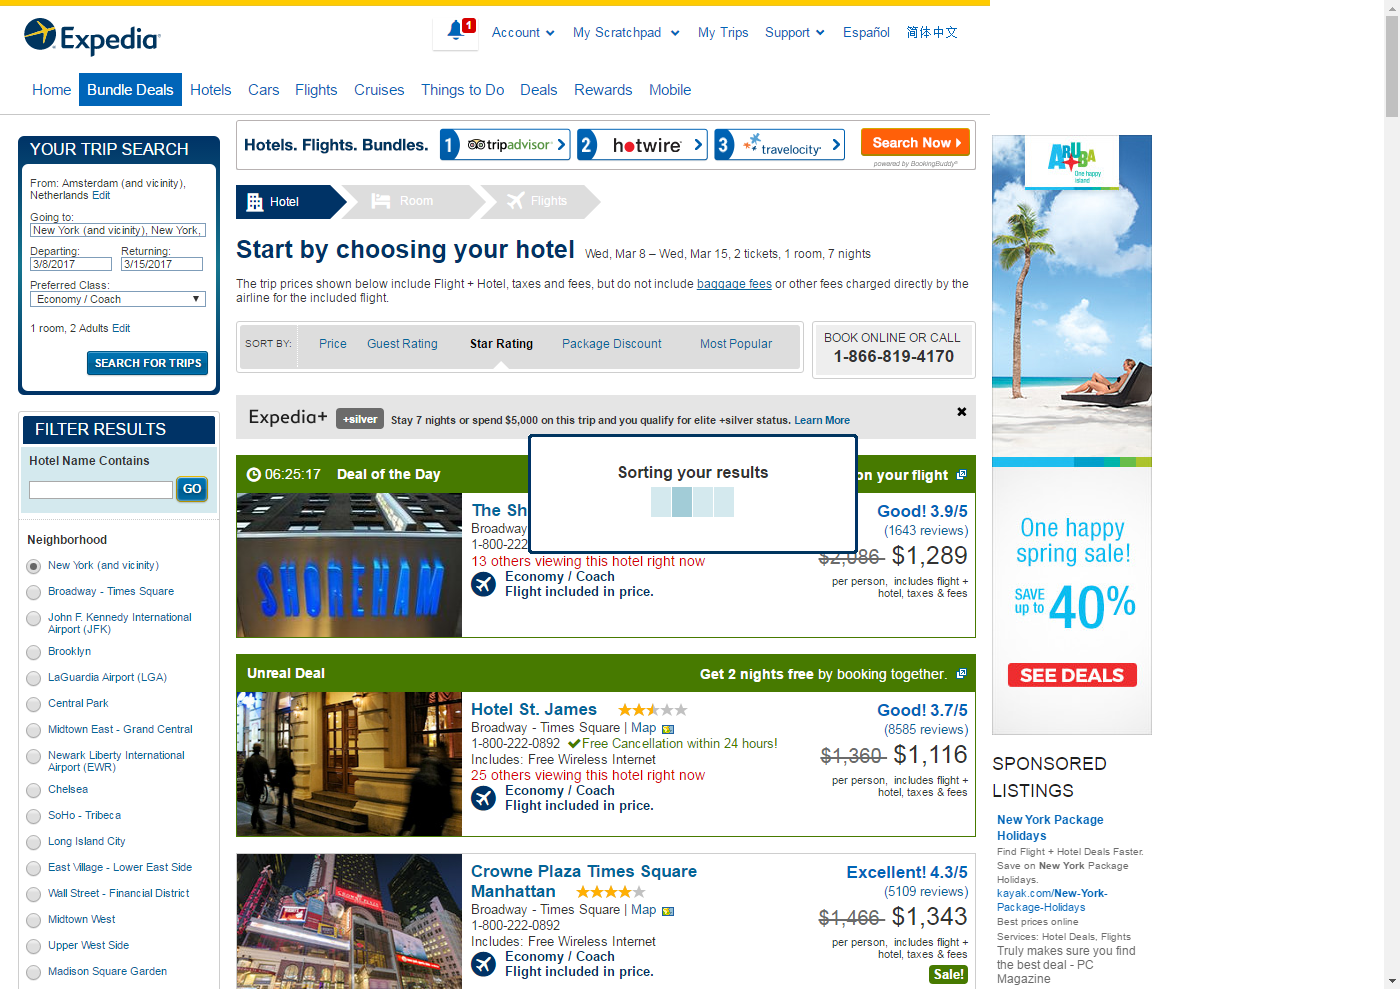 Expedia
1
Account
My Scratchpad
My Trips
Support
Español
简体中文
Home
Bundle Deals
Hotels
Cars
Flights
Cruises
Things to Do
Deals
Rewards
Mobile
YOUR TRIP SEARCH
From: Amsterdam (and vicinity),
Netherlands Edit
Going to:
New York (and vicinity), New York,
Departing:
Returning:
3/8/2017
3/15/2017
Preferred Class:
Economy / Coach
1 room, 2 Adults Edit
SEARCH FOR TRIPS
FILTER RESULTS
Hotel Name Contains
GO
Neighborhood
New York (and vicinity)
Broadway - Times Square
John F. Kennedy International
Airport (JFK)
Brooklyn
LaGuardia Airport (LGA)
Central Park
Midtown East - Grand Central
Newark Liberty International
Airport (EWR)
Chelsea
SoHo - Tribeca
Long Island City
East Village - Lower East Side
Wall Street - Financial District
Midtown West
Upper West Side
Madison Square Garden
Hotels. Flights. Bundles.
1 tripadvisor
2 hotwire
3 travelocity
Search Now
powered by BookingBuddy
Hotel
Room
Flights
Start by choosing your hotel Wed, Mar 8 – Wed, Mar 15, 2 tickets, 1 room, 7 nights
The trip prices shown below include Flight + Hotel, taxes and fees, but do not include baggage fees or other fees charged directly by the
airline for the included flight.
SORT BY:
Price
Guest Rating
Star Rating
Package Discount
Most Popular
BOOK ONLINE OR CALL
1-866-819-4170
Expedia+ +silver Stay 7 nights or spend $5,000 on this trip and you qualify for elite +silver status. Learn More
Sorting your results
06:25:17 Deal of the Day
on your flight
SHOREHAM
The Sh
Broadway
1-800-222
13 others viewing this hotel right now
Economy / Coach
Flight included in price.
Good! 3.9/5
(1643 reviews)
$2,086 $1,289
per person, includes flight +
hotel, taxes & fees
Unreal Deal
Get 2 nights free by booking together.
Hotel St. James
Broadway - Times Square | Map
1-800-222-0892 Free Cancellation within 24 hours!
Includes: Free Wireless Internet
25 others viewing this hotel right now
Economy / Coach
Flight included in price.
Good! 3.7/5
(8585 reviews)
$1,360 $1,116
per person, includes flight +
hotel, taxes & fees
Crowne Plaza Times Square
Manhattan
Broadway - Times Square | Map
1-800-222-0892
Includes: Free Wireless Internet
Economy / Coach
Flight included in price.
Excellent! 4.3/5
(5109 reviews)
$1,466 $1,343
per person, includes flight +
hotel, taxes & fees
Sale!
ARUBA
One happy
island
One happy
spring sale!
SAVE
up to 40%
SEE DEALS
SPONSORED
LISTINGS
New York Package
Holidays
Find Flight + Hotel Deals Faster.
Save on New York Package
Holidays.
kayak.com/New-York-
Package-Holidays
Best prices online
Services: Hotel Deals, Flights
Truly makes sure you find
the best deal - PC
Magazine